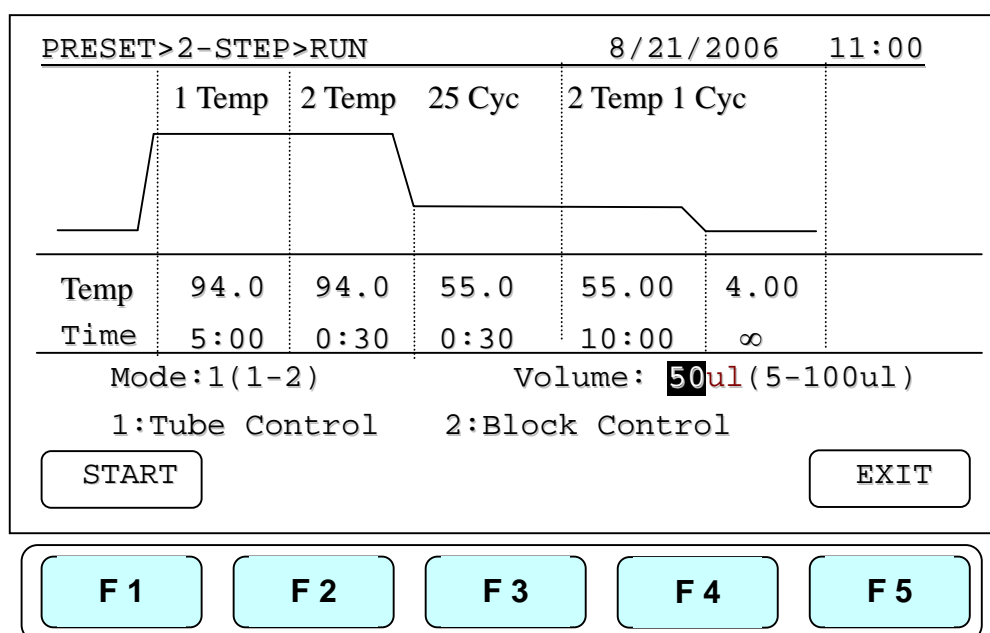 PRESET>2-STEP>RUN 8/21/2006 11:00
1 Temp 2 Temp 25 Cyc 2 Temp 1 Cyc
Temp 94.0 94.0 55.0 55.00 4.00
Time 5:00 0:30 0:30 10:00 ∞
Mode:1(1-2) Volume: 50ul(5-100ul)
1:Tube Control 2:Block Control
START EXIT
F 1 F 2 F 3 F 4 F 5